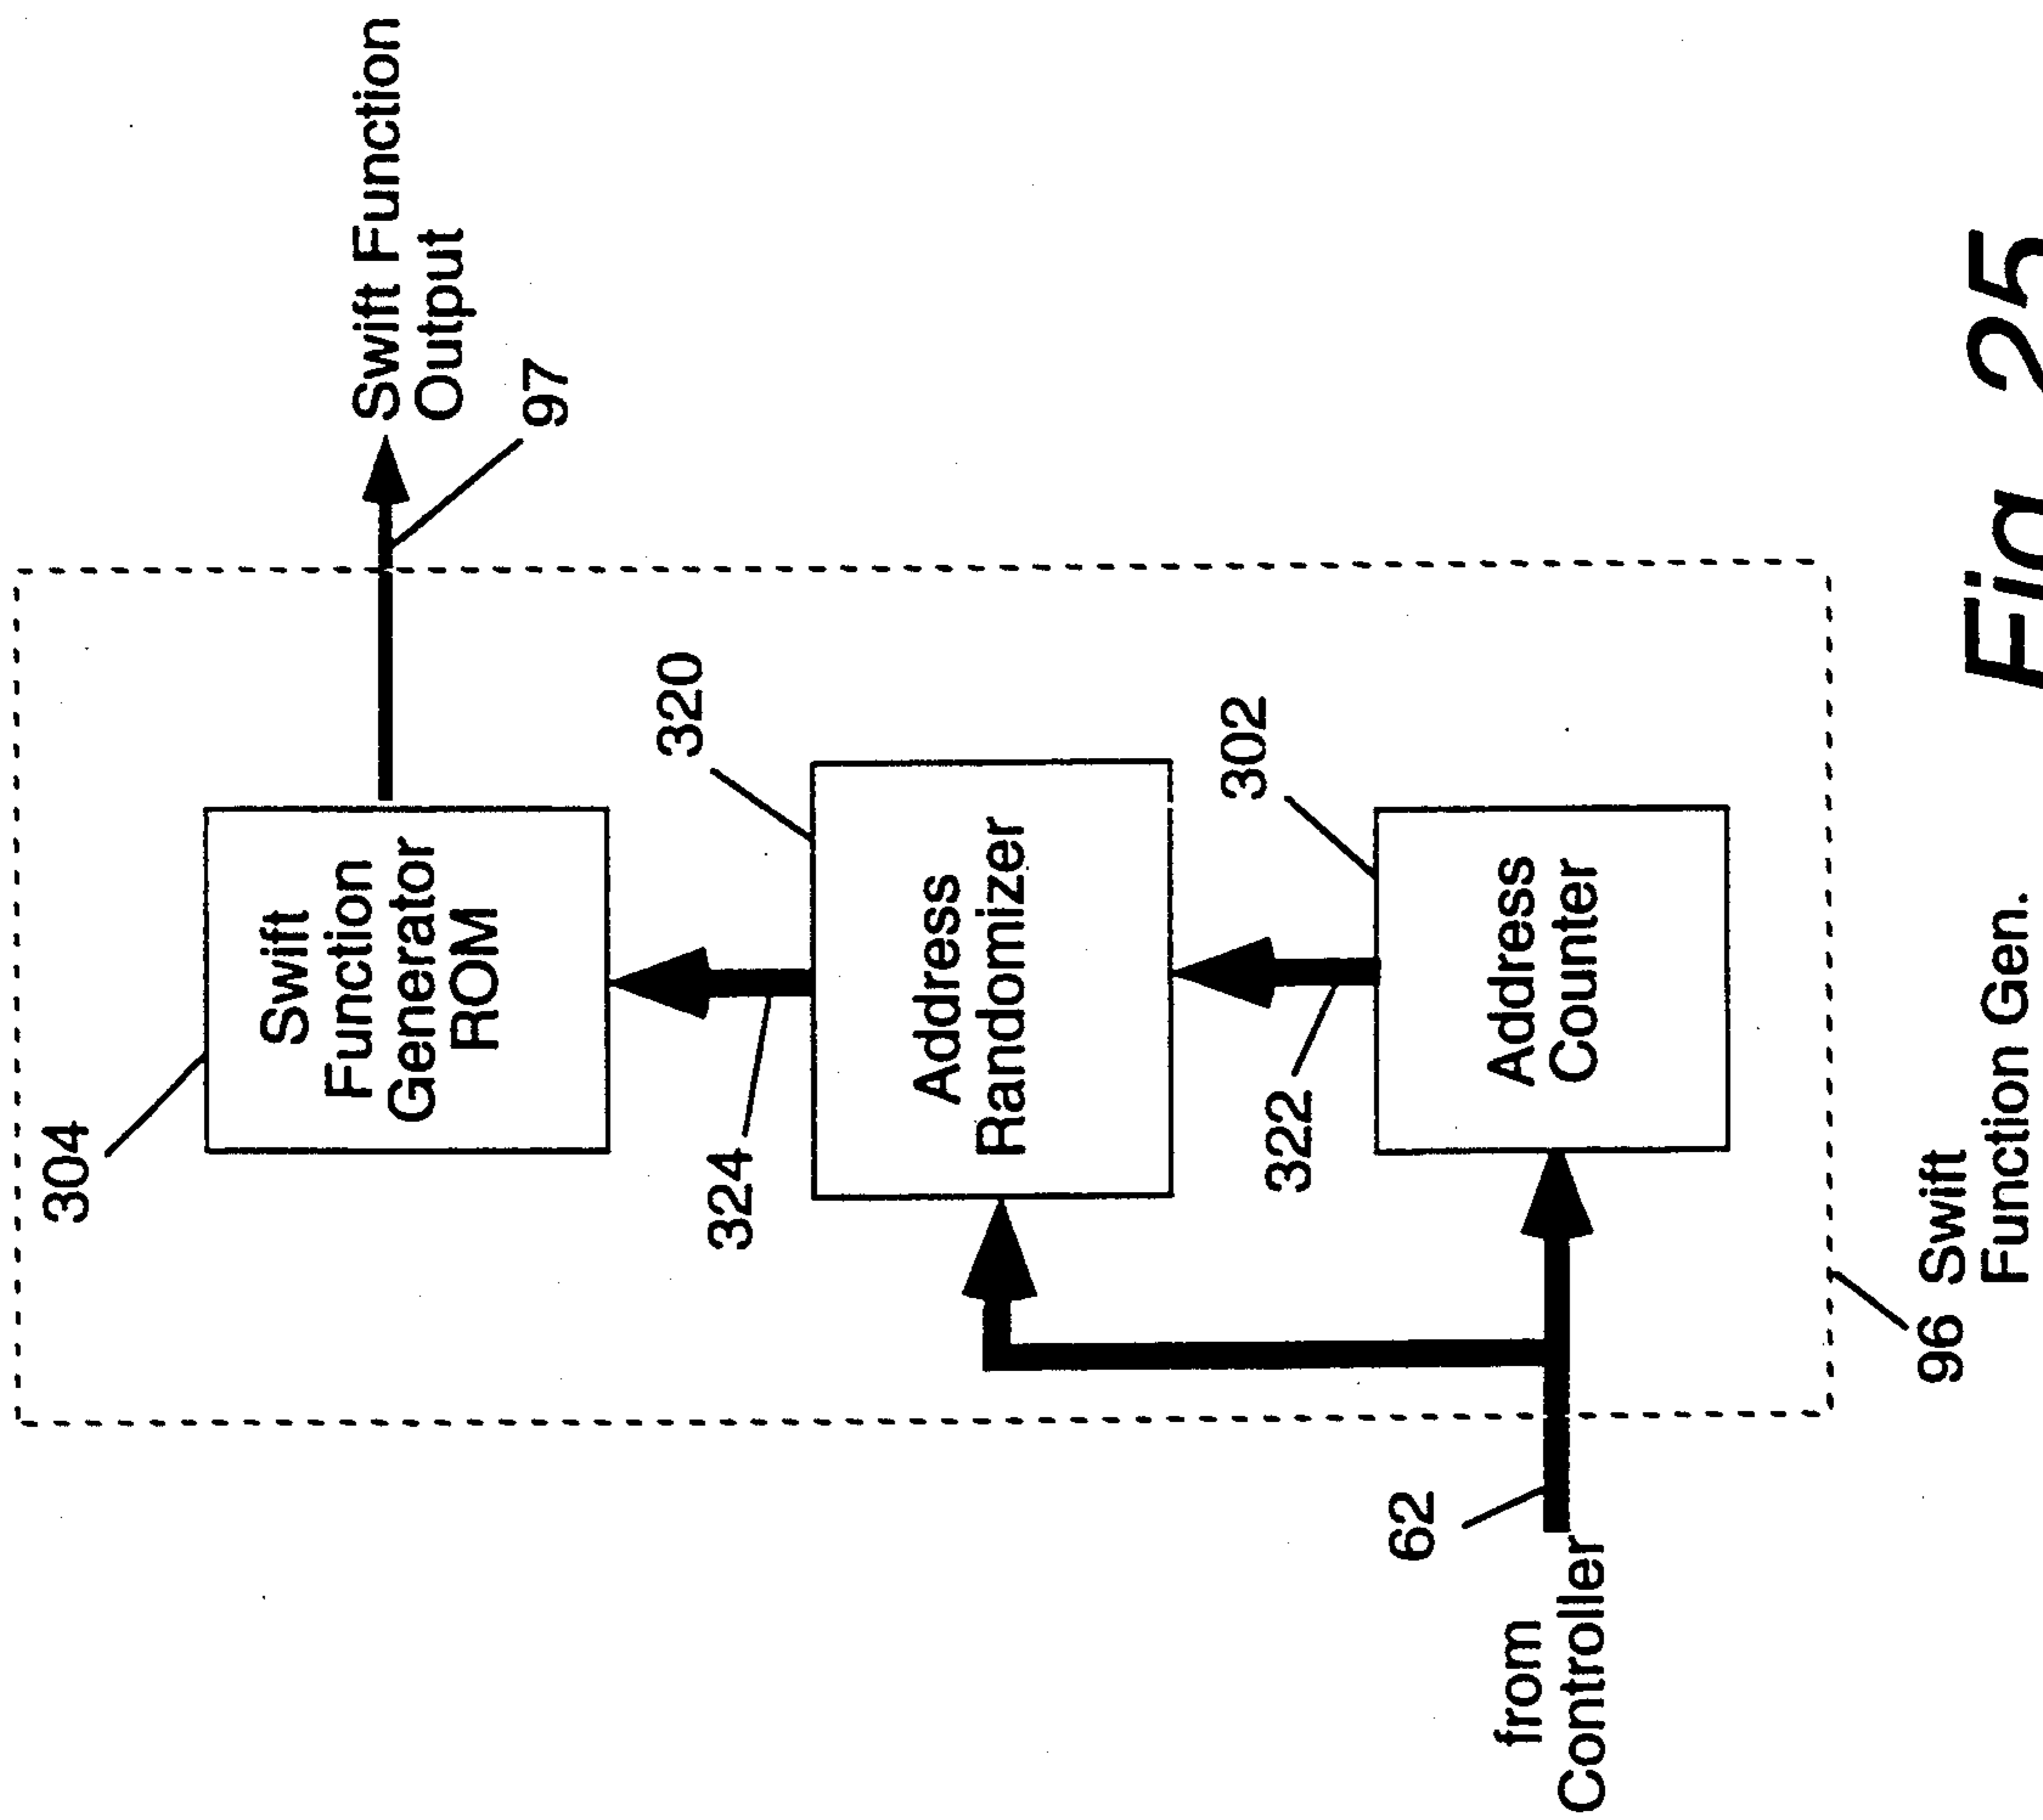 304
Swift
Function
Generator
ROM
Swift Function
Output
97
324
320
Address
Randomizer
322
302
Address
Counter
62
from
Controller
96 Swift
Function Gen.
Fig. 25